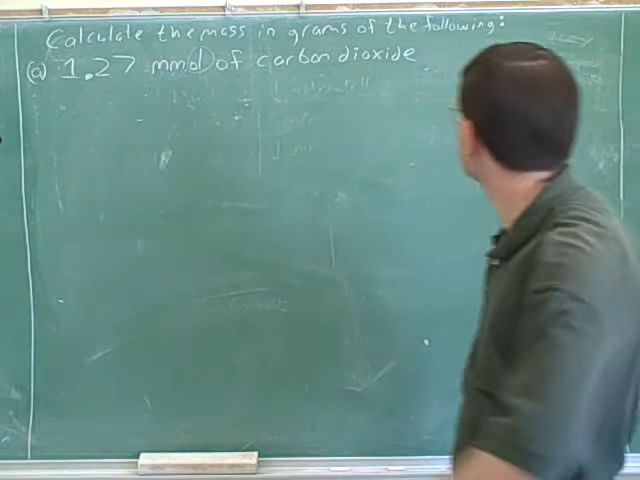 Calculate the mass in grams of the following:
(a) 1.27 mmol of carbon dioxide